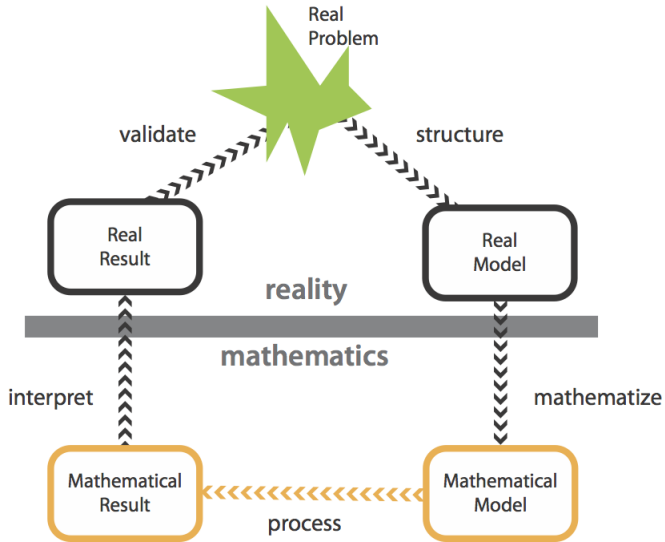 Real
Problem
validate
structure
Real
Result
Real
Model
reality
mathematics
interpret
mathematize
Mathematical
Result
Mathematical
Model
process